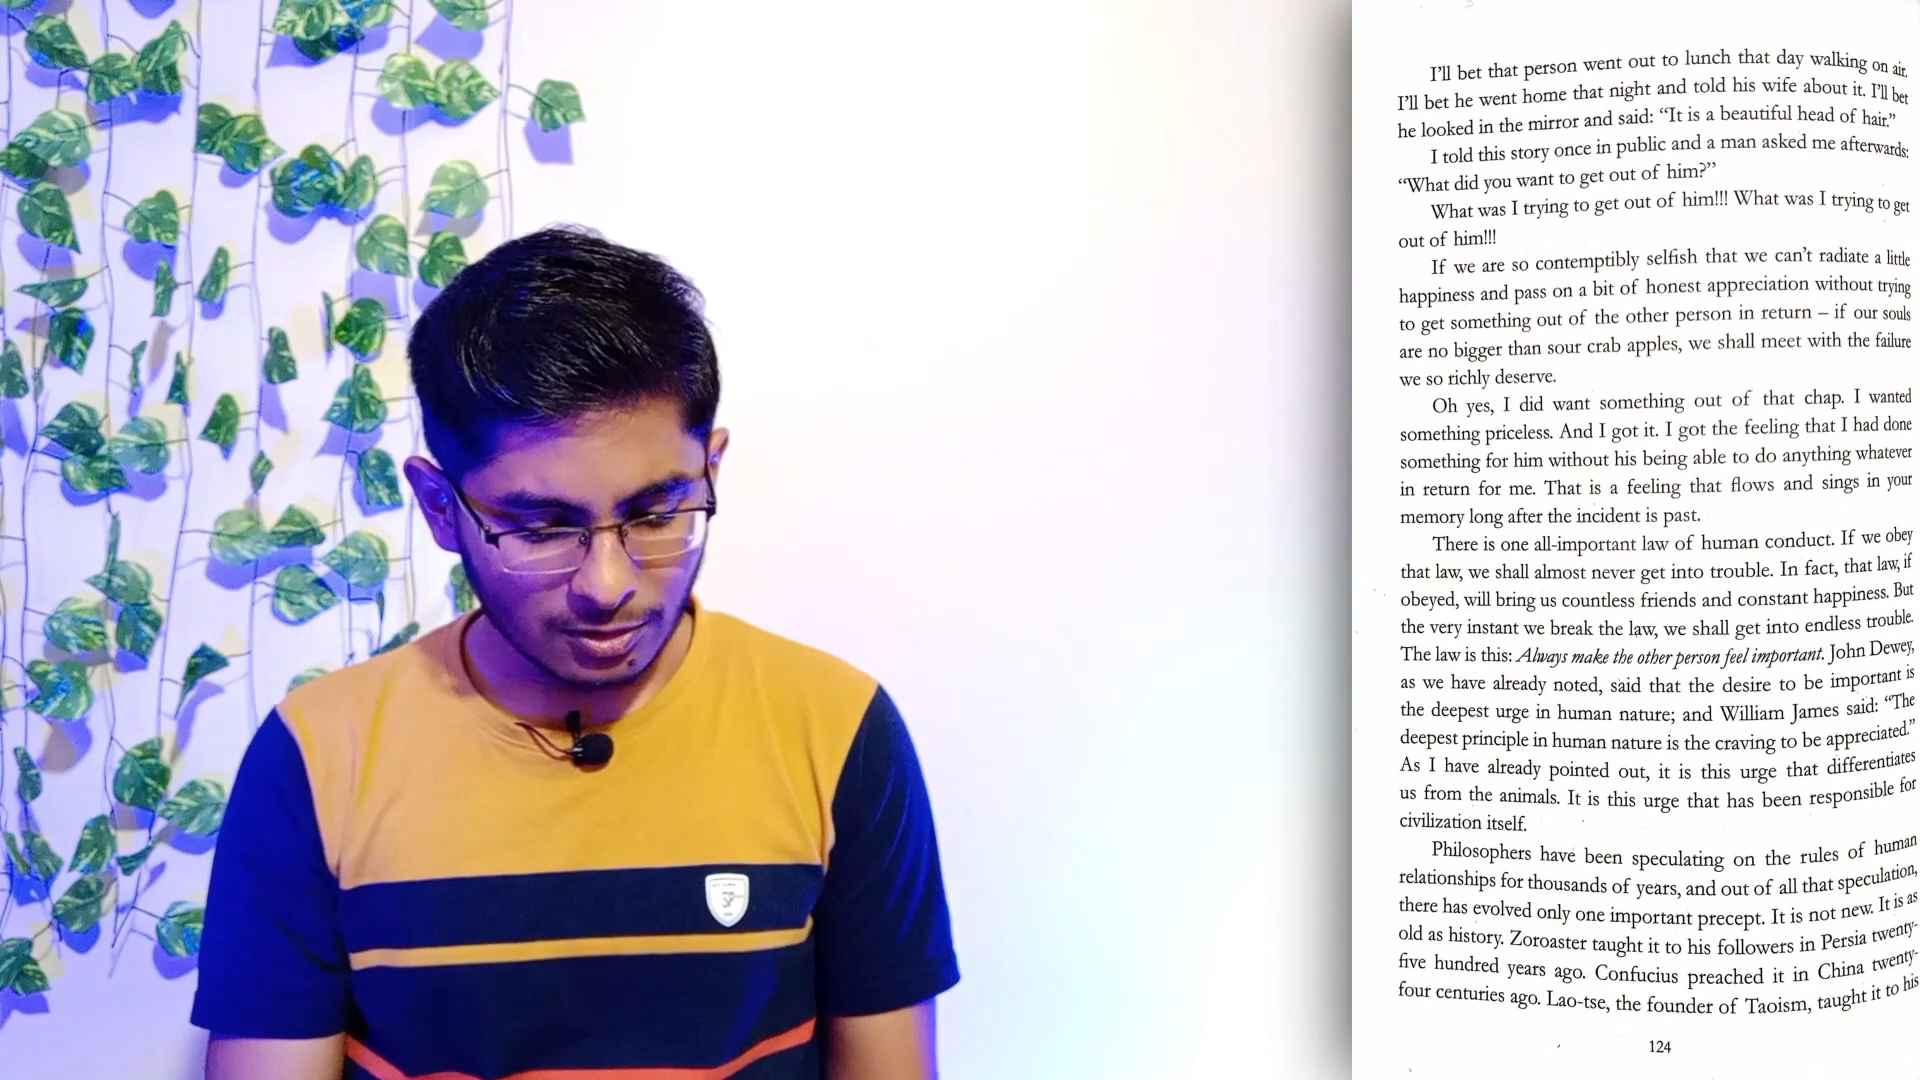 I'll bet that person went out to lunch that day walking on air.
I'll bet he went home that night and told his wife about it. I'll bet
he looked in the mirror and said: “It is a beautiful head of hair.”
I told this story once in public and a man asked me afterwards:
“What did you want to get out of him?”
What was I trying to get out of him!!! What was I trying to get
out of him!!!
If we are so contemptibly selfish that we can't radiate a little
happiness and pass on a bit of honest appreciation without trying
to get something out of the other person in return – if our souls
are no bigger than sour crab apples, we shall meet with the failure
we so richly deserve.
Oh yes, I did want something out of that chap. I wanted
something priceless. And I got it. I got the feeling that I had done
something for him without his being able to do anything whatever
in return for me. That is a feeling that flows and sings in your
memory long after the incident is past.
There is one all-important law of human conduct. If we obey
that law, we shall almost never get into trouble. In fact, that law, if
obeyed, will bring us countless friends and constant happiness. But
the very instant we break the law, we shall get into endless trouble.
The law is this: Always make the other person feel important. John Dewey,
as we have already noted, said that the desire to be important is
the deepest urge in human nature; and William James said: “The
deepest principle in human nature is the craving to be appreciated.”
As I have already pointed out, it is this urge that differentiates
us from the animals. It is this urge that has been responsible for
civilization itself.
Philosophers have been speculating on the rules of human
relationships for thousands of years, and out of all that speculation,
there has evolved only one important precept. It is not new. It is as
old as history. Zoroaster taught it to his followers in Persia twenty-
five hundred years ago. Confucius preached it in China twenty-
four centuries ago. Lao-tse, the founder of Taoism, taught it to his
124
SP